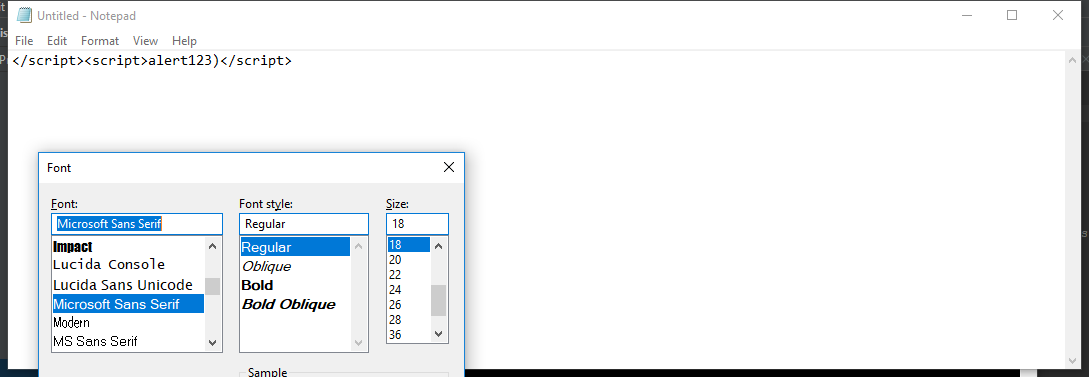 Untitled - Notepad
File Edit Format View Help
</script><script>alert123)</script>
Font
Font: Font style: Size:
Microsoft Sans Serif Regular 18
Impact Regular 18
Lucida Console Oblique 20
Lucida Sans Unicode Bold 22
Microsoft Sans Serif Bold Oblique 24
Modern 26
MS Sans Serif 28
36
Sample